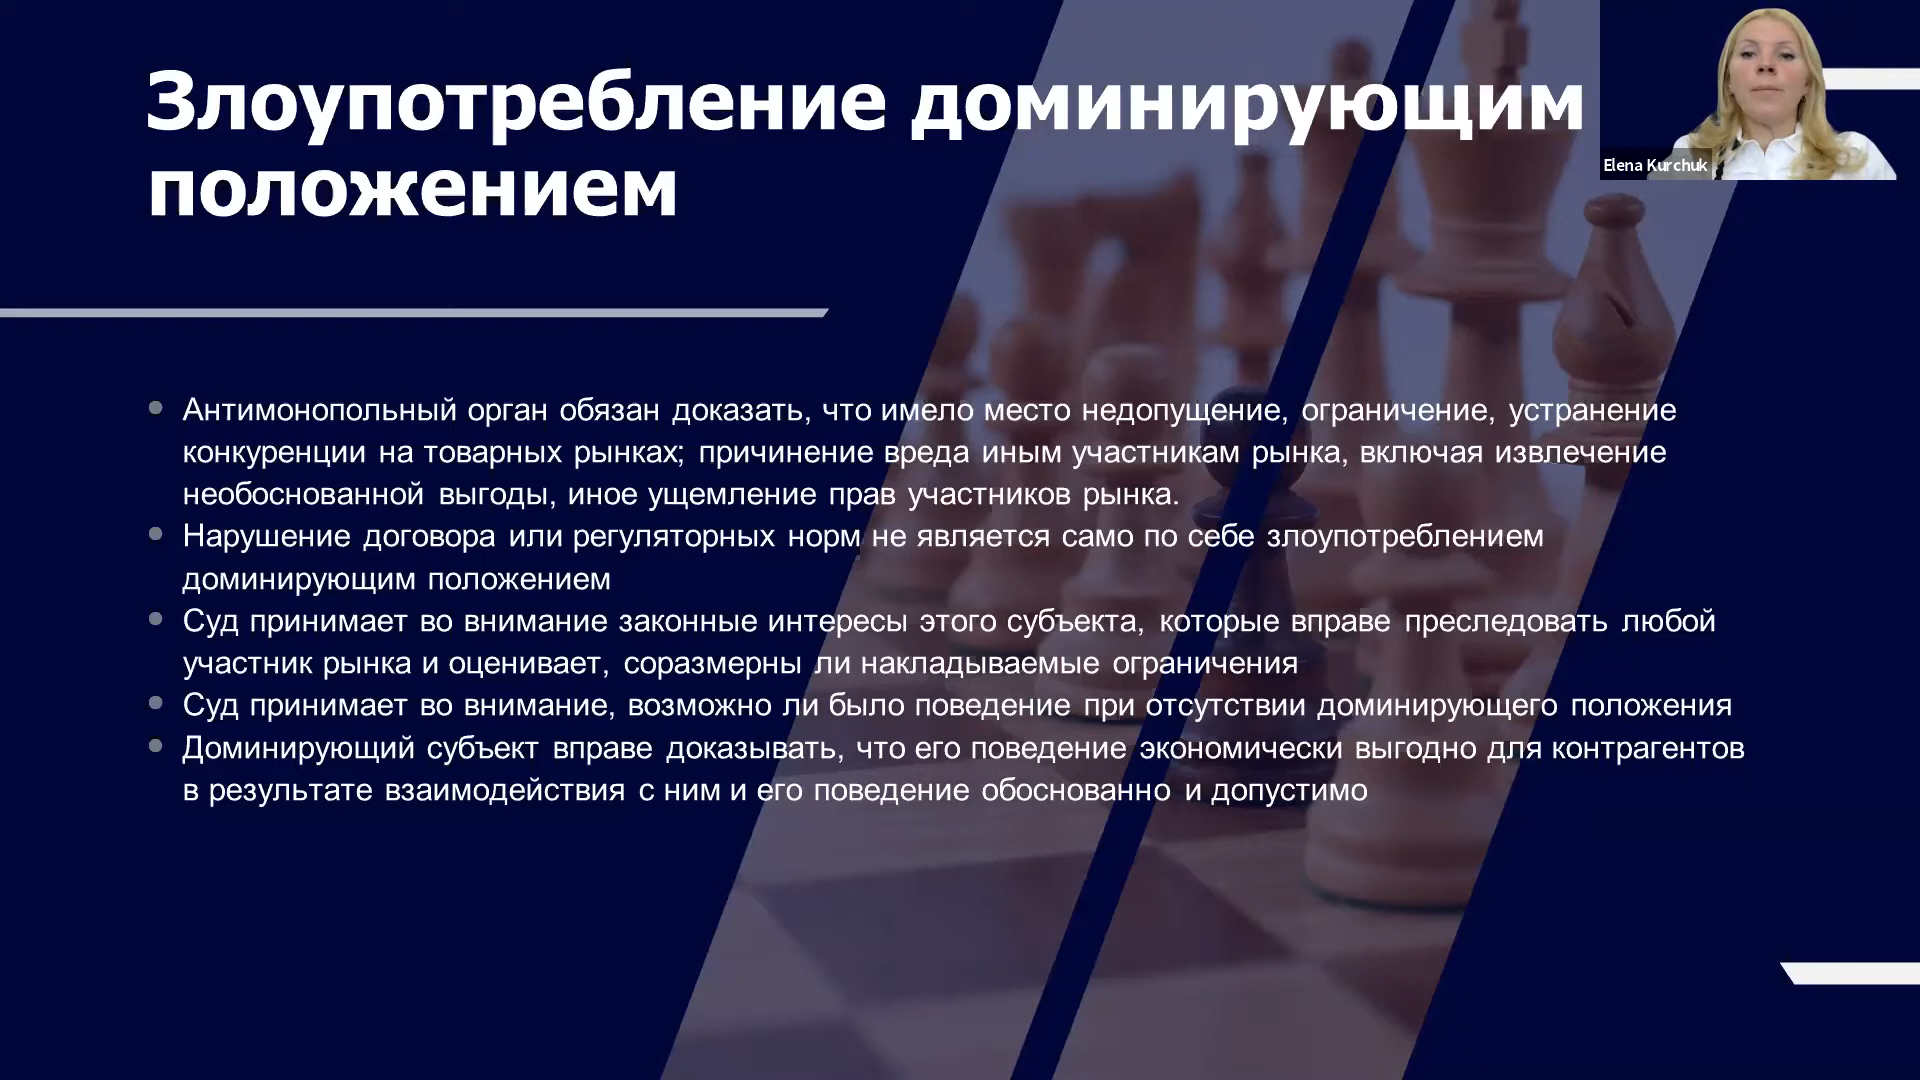 Злоупотребление доминирующим
положением
Elena Kurchuk
Антимонопольный орган обязан доказать, что имело место недопущение, ограничение, устранение
конкуренции на товарных рынках; причинение вреда иным участникам рынка, включая извлечение
необоснованной выгоды, иное ущемление прав участников рынка.
Нарушение договора или регуляторных норм не является само по себе злоупотреблением
доминирующим положением
Суд принимает во внимание законные интересы этого субъекта, которые вправе преследовать любой
участник рынка и оценивает, соразмерны ли накладываемые ограничения
Суд принимает во внимание, возможно ли было поведение при отсутствии доминирующего положения
Доминирующий субъект вправе доказывать, что его поведение экономически выгодно для контрагентов
в результате взаимодействия с ним и его поведение обоснованно и допустимо